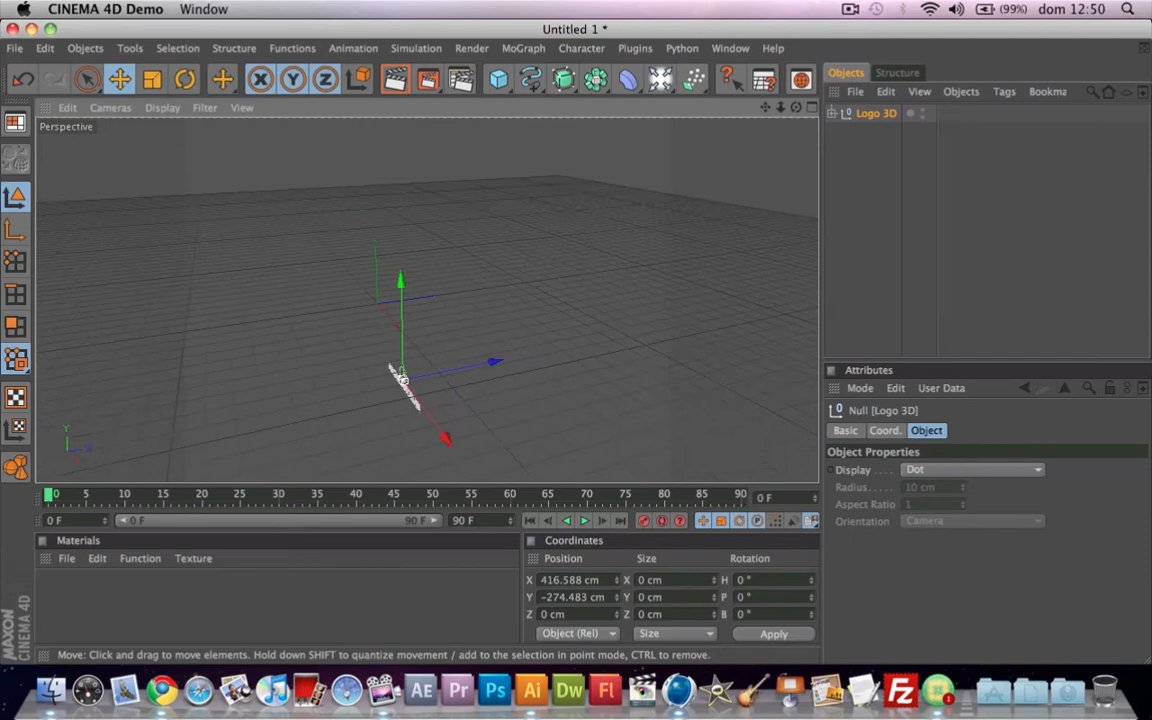 CINEMA 4D Demo Window (99%) dom 12:50
Untitled 1 *
File Edit Objects Tools Selection Structure Functions Animation Simulation Render MoGraph Character Plugins Python Window Help
X Y Z
Objects Structure
Edit Cameras Display Filter View
File Edit View Objects Tags Bookma
Perspective
Logo 3D
Y
Attributes
Mode Edit User Data
Null [Logo 3D]
Basic Coord. Object
Object Properties
Display Dot
Radius 10 cm
Aspect Ratio 1
Orientation Camera
0 5 10 15 20 25 30 35 40 45 50 55 60 65 70 75 80 85 90 0 F
0 F 0 F 90 F 90 F
Materials
File Edit Function Texture
Coordinates
Position Size Rotation
X 416.588 cm X 0 cm H 0 °
Y -274.483 cm Y 0 cm P 0 °
Z 0 cm Z 0 cm B 0 °
Object (Rel) Size Apply
MAXON CINEMA 4D
Move: Click and drag to move elements. Hold down SHIFT to quantize movement / add to the selection in point mode, CTRL to remove.
AE Pr Ps Ai Dw Fl FZ 1